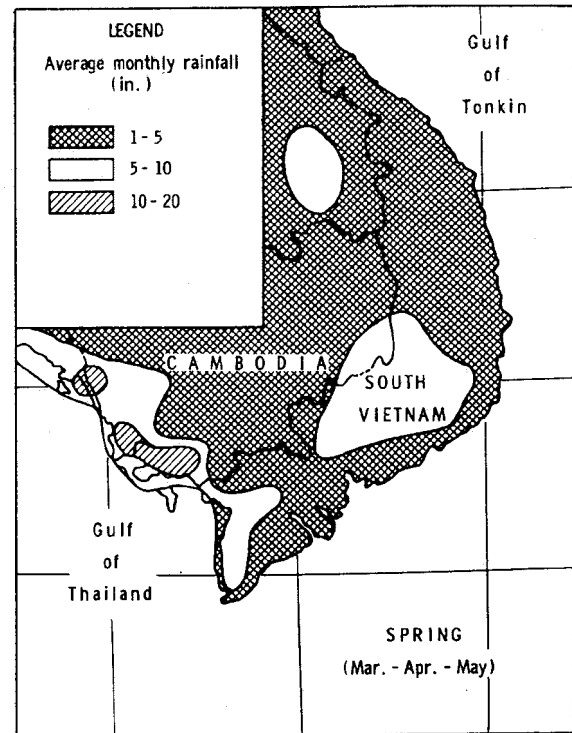 LEGEND
Average monthly rainfall
(in.)
1 - 5
5 - 10
10 - 20
Gulf
of
Tonkin
CAMBODIA
SOUTH
VIETNAM
Gulf
of
Thailand
SPRING
(Mar. - Apr. - May)